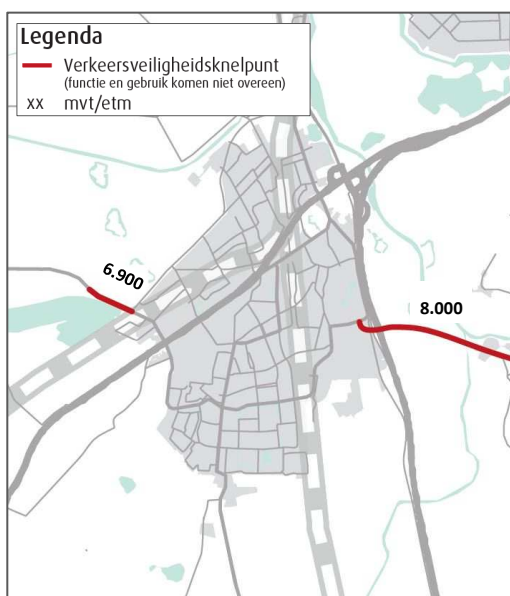 Legenda
Verkeersveiligheidsknelpunt
(functie en gebruik komen niet overeen)
xx mvt/etm
6.900
8.000